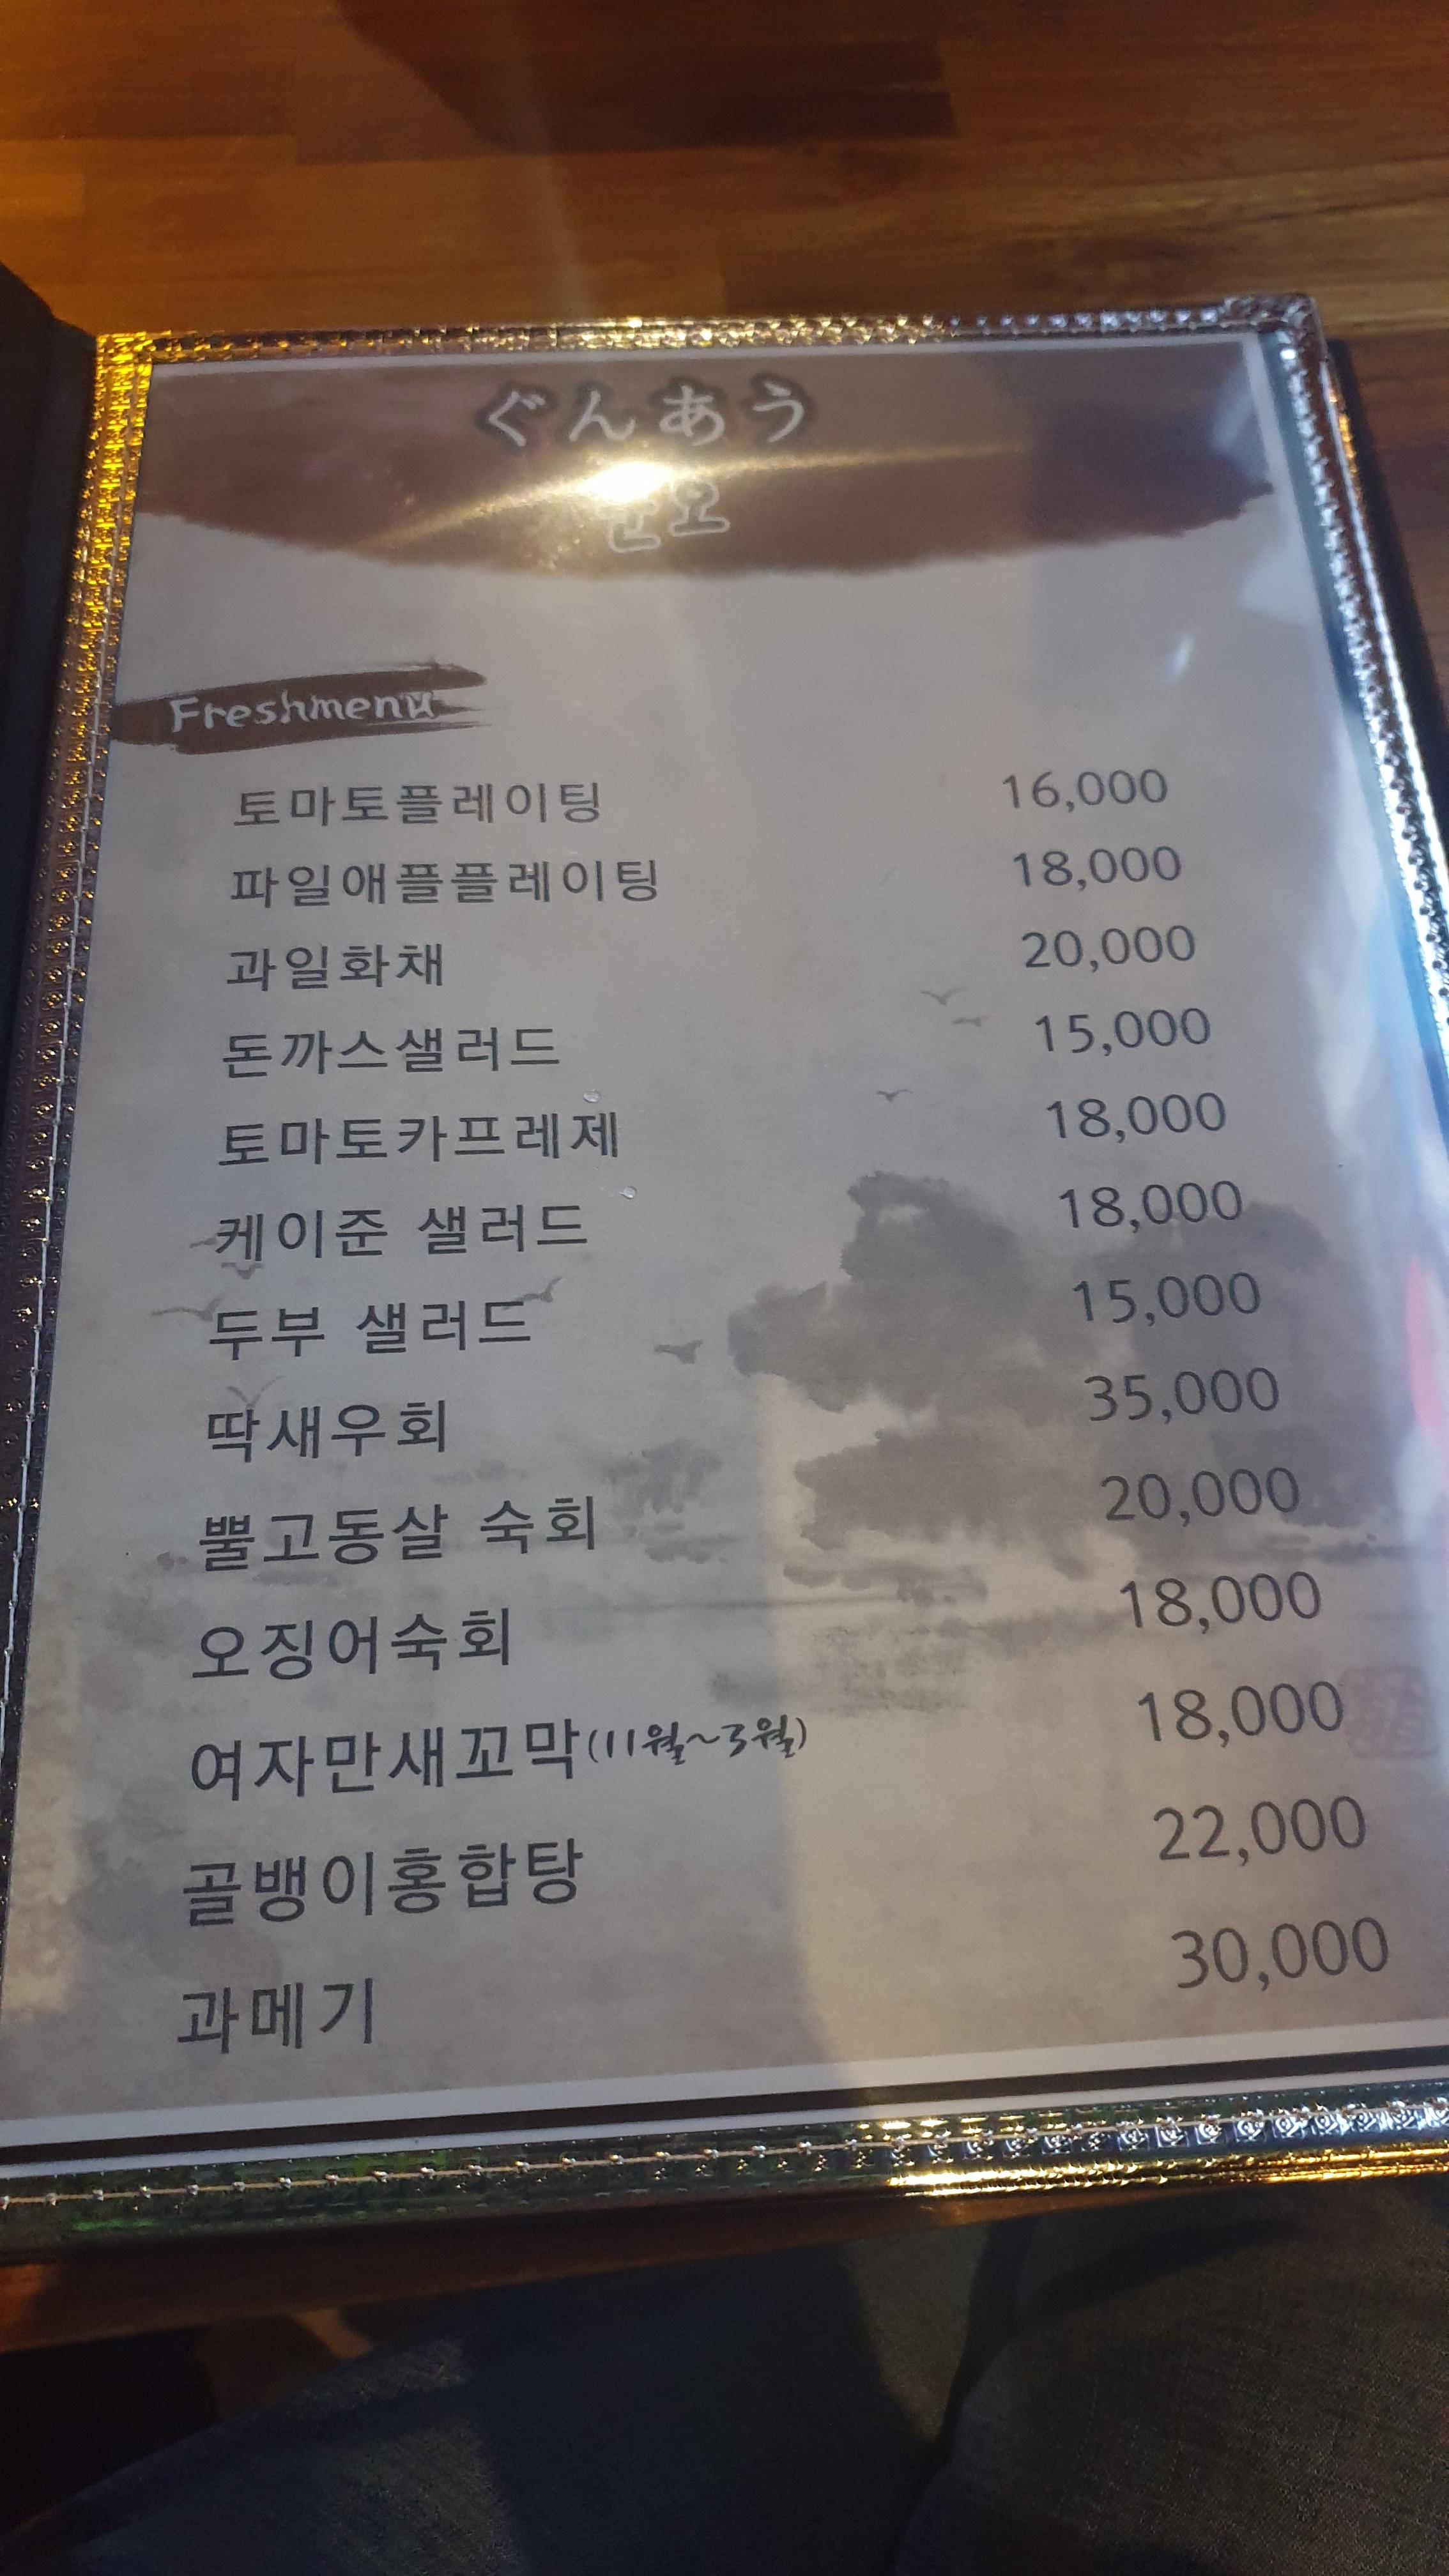 ぐんあう
오
Freshmenu
토마토플레이팅 16,000
파일애플플레이팅 18,000
과일화채 20,000
돈까스샐러드 15,000
토마토카프레제 18,000
케이준 샐러드 18,000
두부 샐러드 15,000
딱새우회 35,000
뿔고동살 숙회 20,000
오징어숙회 18,000
여자만새꼬막(11월~3월) 18,000
골뱅이홍합탕 22,000
과메기 30,000